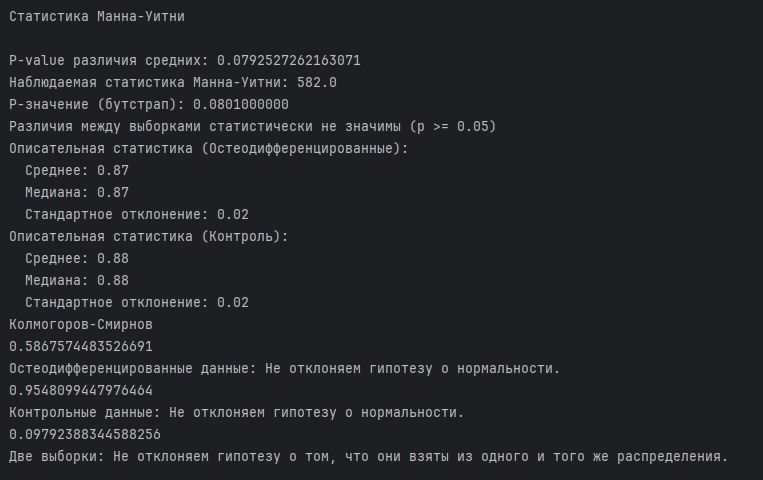 Статистика Манна-Уитни
P-value различия средних: 0.0792527262163071
Наблюдаемая статистика Манна-Уитни: 582.0
P-значение (бутстрап): 0.0801000000
Различия между выборками статистически не значимы (p >= 0.05)
Описательная статистика (Остеодифференцированные):
Среднее: 0.87
Медиана: 0.87
Стандартное отклонение: 0.02
Описательная статистика (Контроль):
Среднее: 0.88
Медиана: 0.88
Стандартное отклонение: 0.02
Колмогоров-Смирнов
0.5867574483526691
Остеодифференцированные данные: Не отклоняем гипотезу о нормальности.
0.9548099447976464
Контрольные данные: Не отклоняем гипотезу о нормальности.
0.09792388344588256
Две выборки: Не отклоняем гипотезу о том, что они взяты из одного и того же распределения.